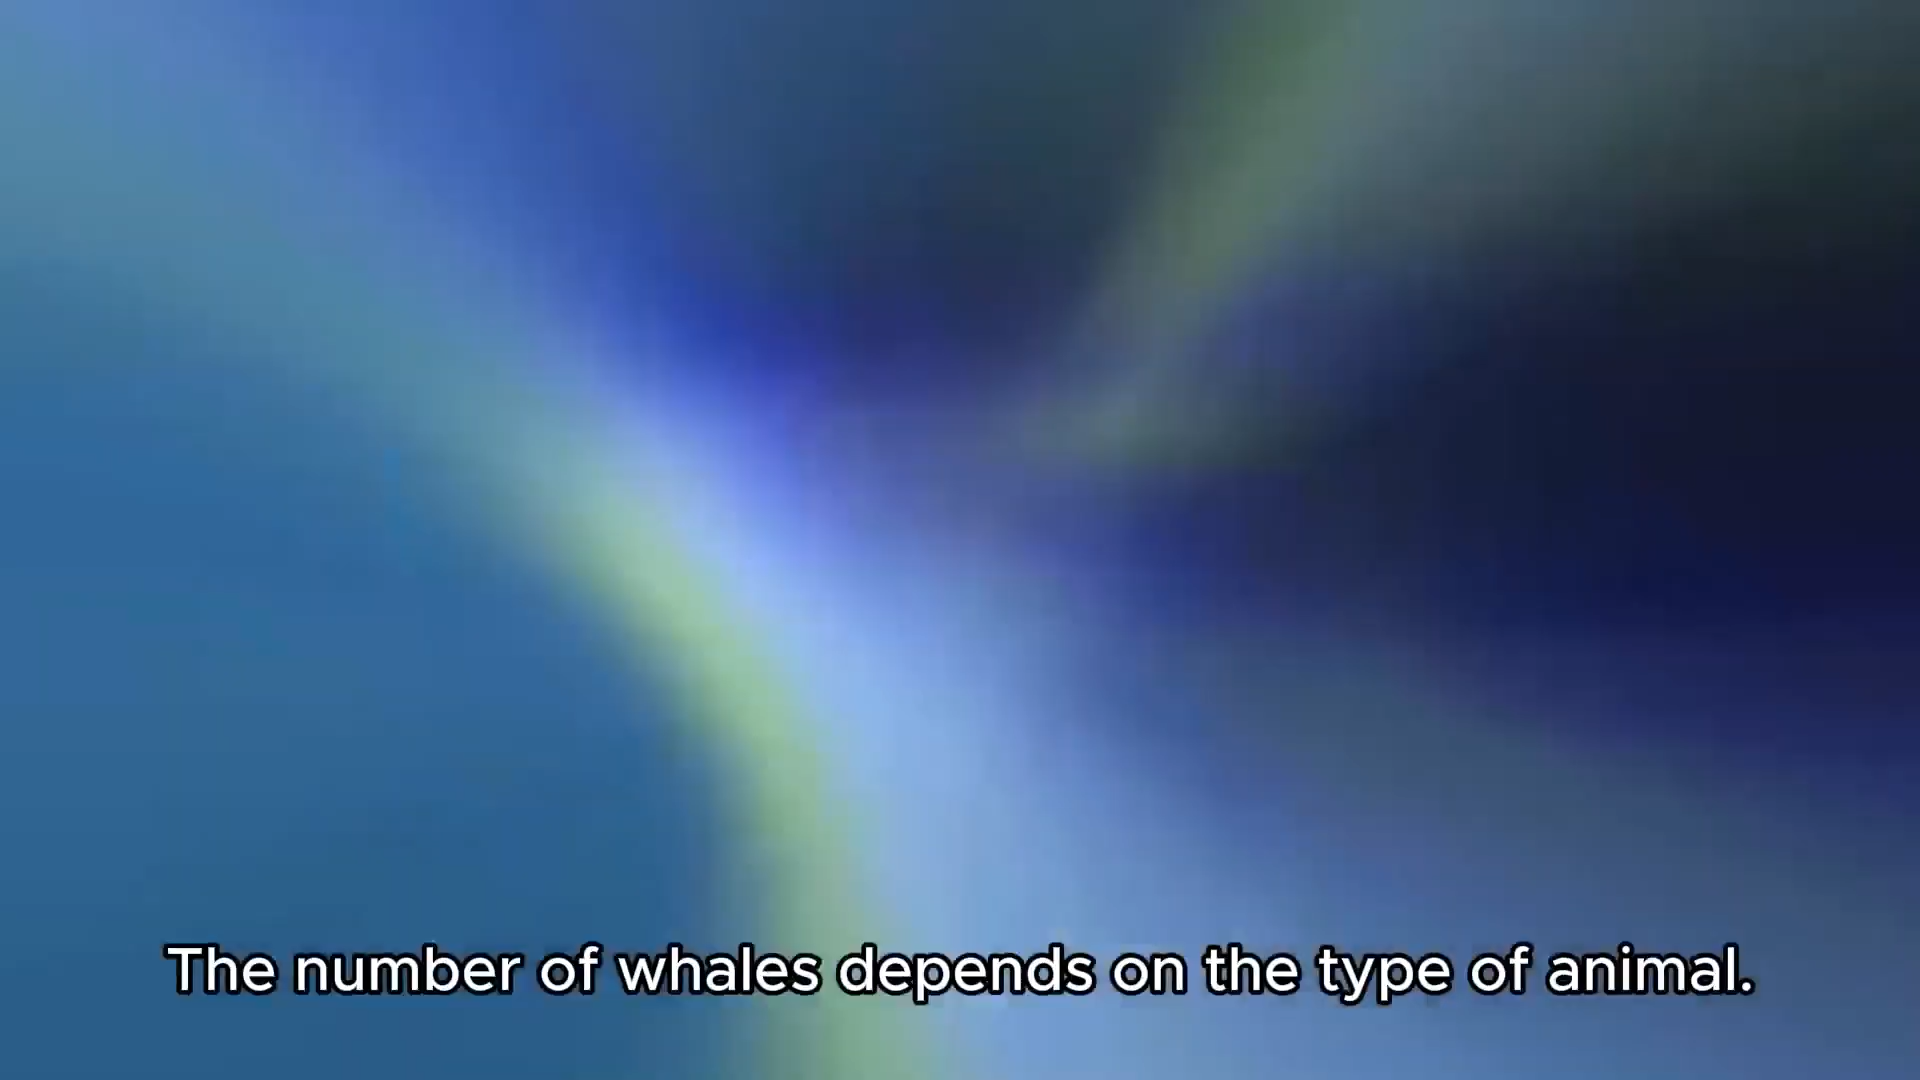 The number of whales depends on the type of animal.